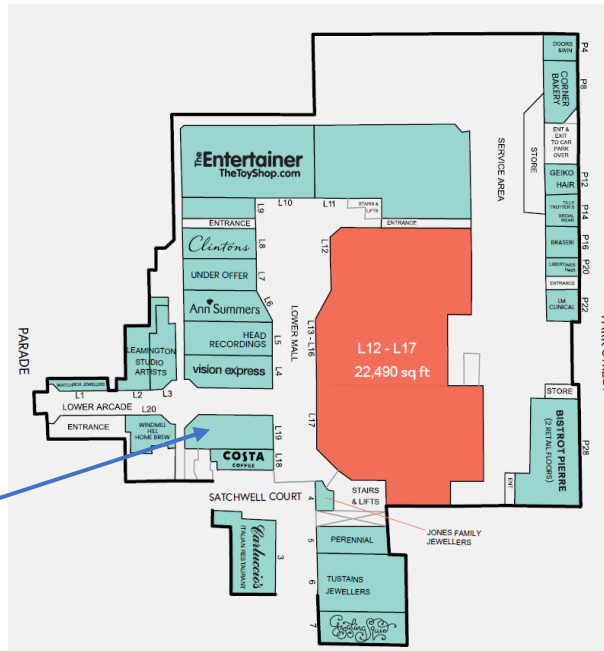 DOORS
&WIN
P4
CORNER
BAKERY
P8
ENT &
EXIT
TO CAR
PARK
OVER
STORE
SERVICE AREA
GEIKO
HAIR
P12
TILLY
TROTTER'S
BRIDAL
WEAR
P14
BRASERI
P16
LIBERTINES
HAIR
P20
ENTRANCE
LM
CLINICAL
P22
STORE
BISTROT PIERRE
(2 RETAIL FLOORS)
P28
ENT
The Entertainer
TheToyShop.com
L10
L11
STAIRS &
LIFTS
L9
ENTRANCE
ENTRANCE
Clintons
L8
L12
UNDER OFFER
L7
Ann Summers
L6
LOWER MALL
L13 - L16
HEAD
RECORDINGS
L5
vision express
L4
L12 - L17
22,490 sq ft
L17
PARADE
LEAMINGTON
STUDIO
ARTISTS
L1
L2
L3
LOWER ARCADE
L20
ENTRANCE
WINDMILL
HILL
HOME BREW
L19
COSTA
COFFEE
L18
SATCHWELL COURT
4
STAIRS
& LIFTS
JONES FAMILY
JEWELLERS
Carluccio's
ITALIAN RESTAURANT
3
5
PERENNIAL
6
TUSTAINS
JEWELLERS
7